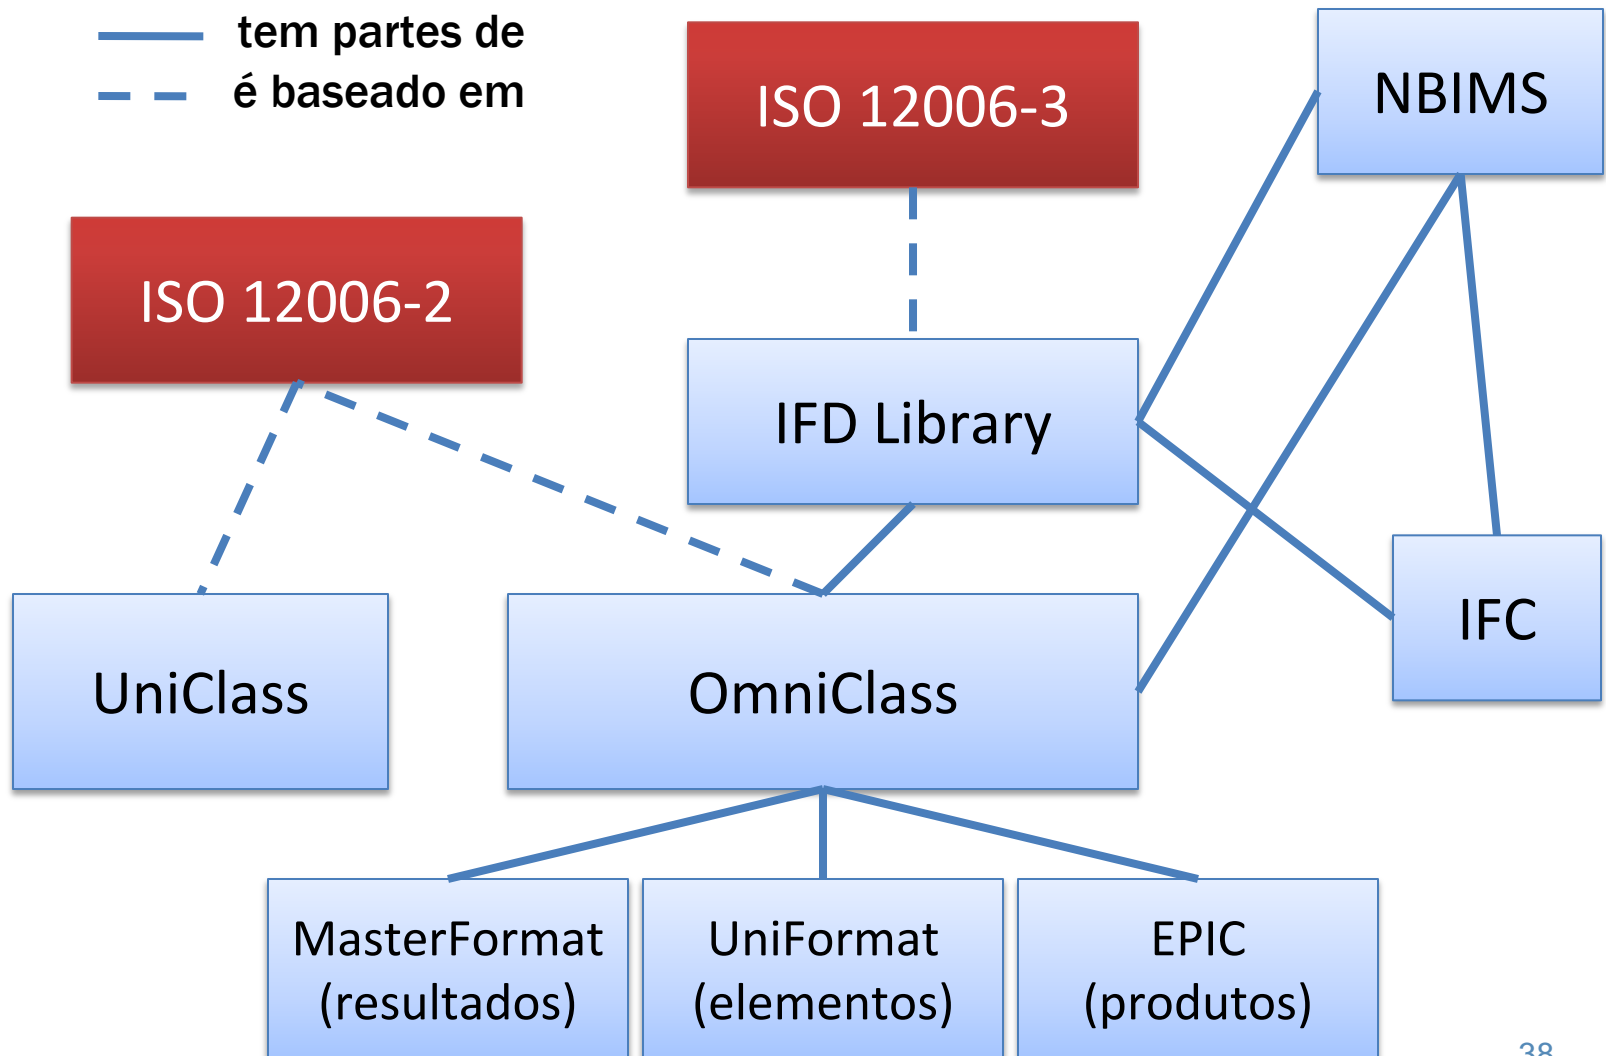 tem partes de
é baseado em
ISO 12006-3
NBIMS
ISO 12006-2
IFD Library
IFC
UniClass
OmniClass
MasterFormat
(resultados)
UniFormat
(elementos)
EPIC
(produtos)
38